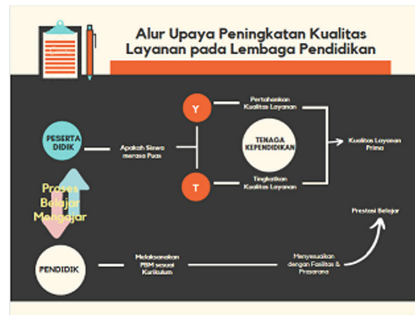 Alur Upaya Peningkatan Kualitas
Layanan pada Lembaga Pendidikan
Y
Pertahankan
Kualitas Layanan
PESERTA
DIDIK
Apakah Siswa
merasa Puas
TENAGA
KEPENDIDIKAN
Kualitas Layanan
Prima
T
Tingkatkan
Kualitas Layanan
Proses
Belajar
Mengajar
Prestasi Belajar
PENDIDIK
Melaksanakan
PBM sesuai
Kurikulum
Menyesuaikan
dengan Fasilitas &
Prasarana